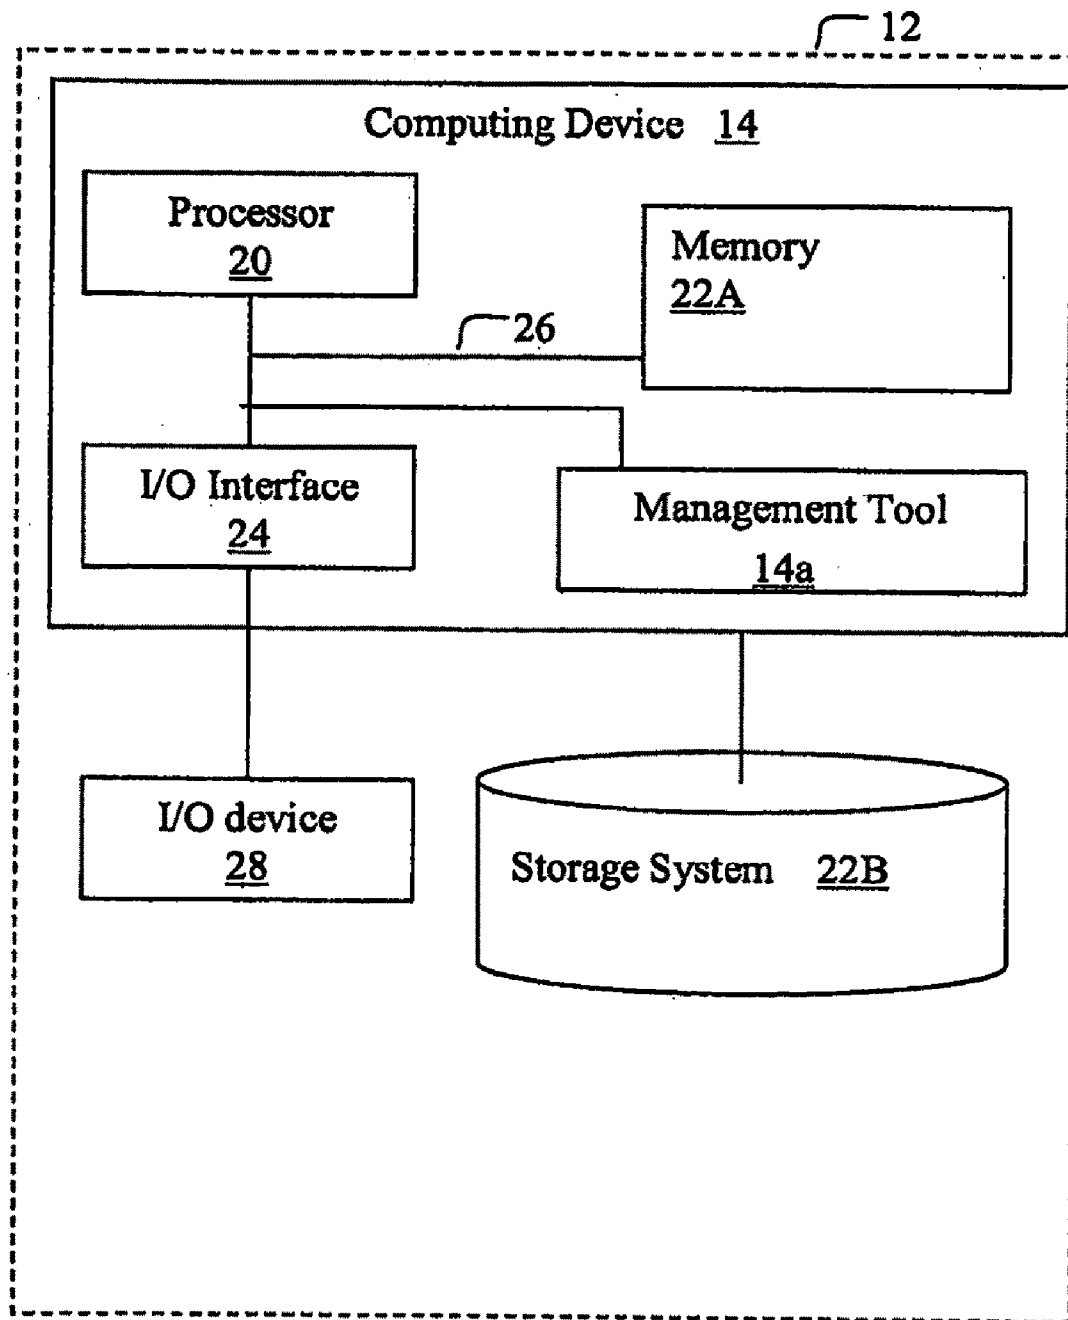 12
Computing Device 14
Processor
20
Memory
22A
26
I/O Interface
24
Management Tool
14a
I/O device
28
Storage System 22B